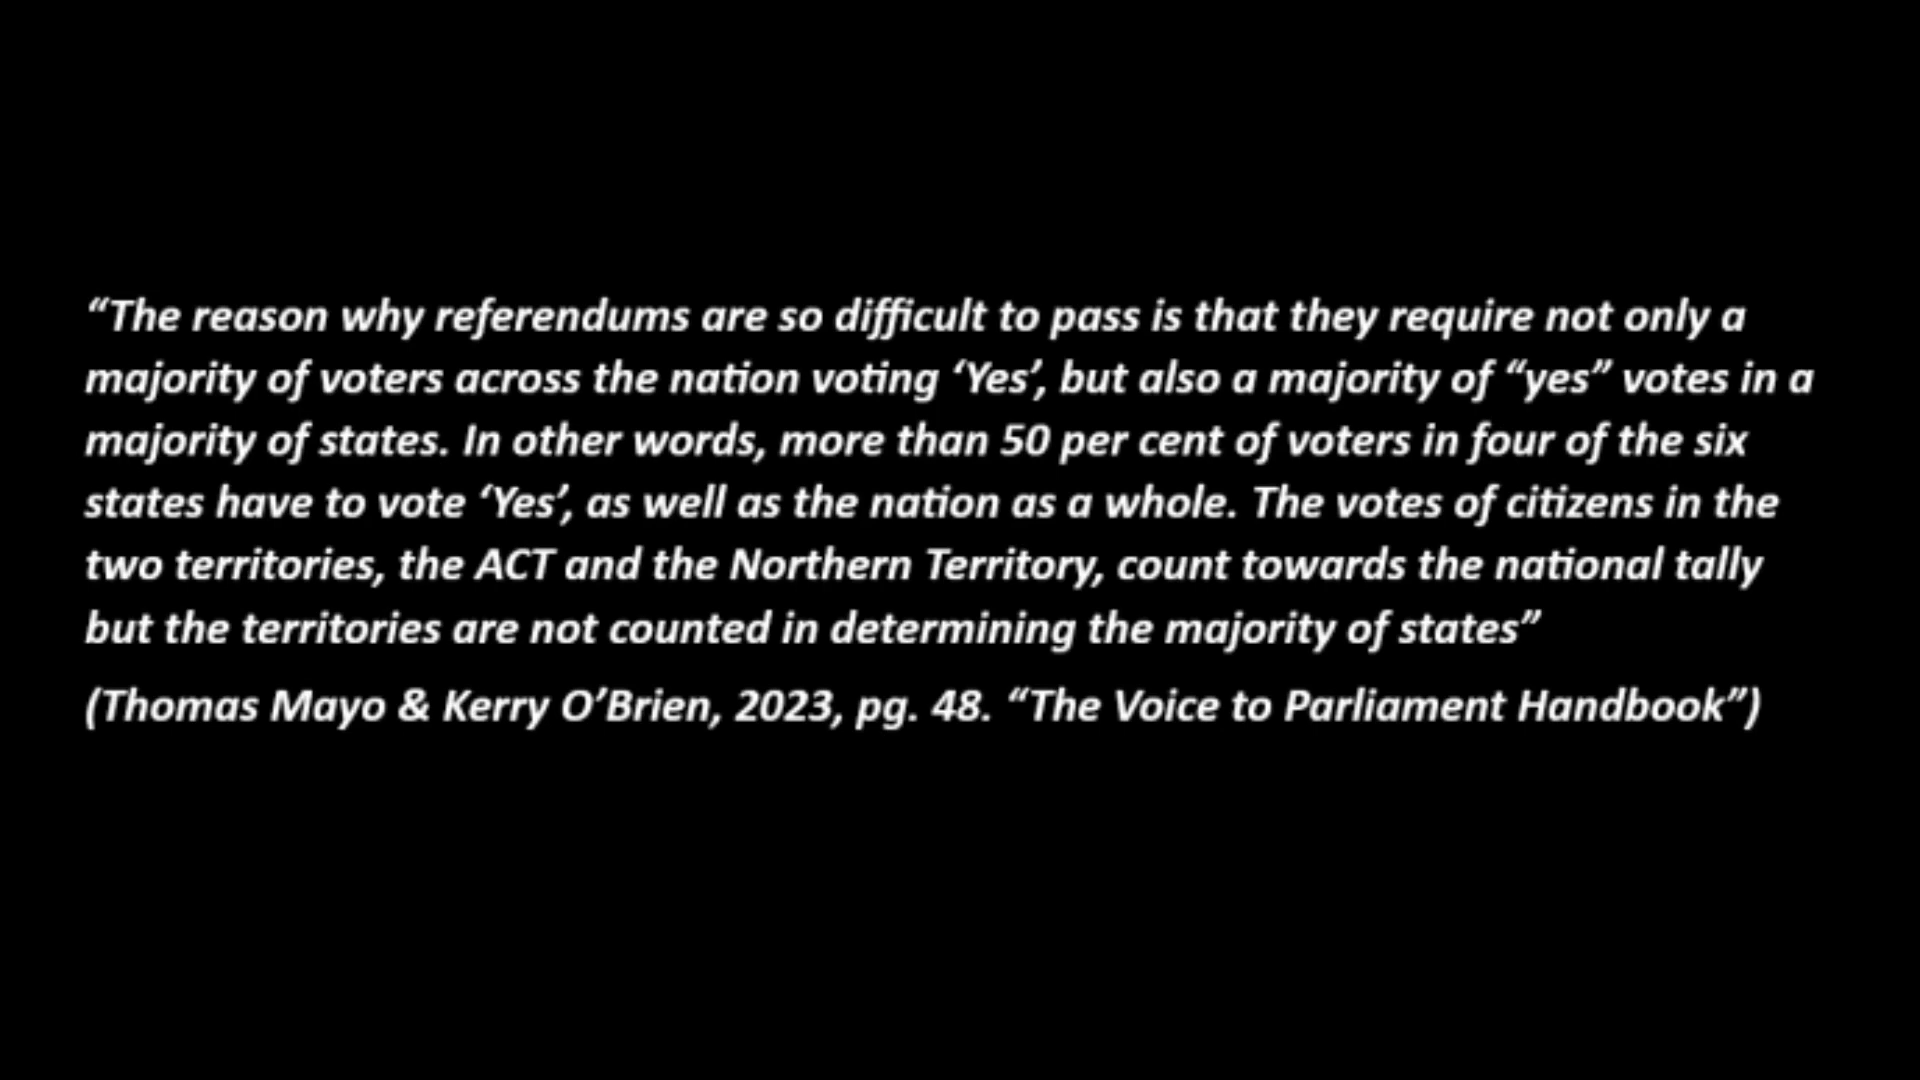 “The reason why referendums are so difficult to pass is that they require not only a
majority of voters across the nation voting ‘Yes’, but also a majority of “yes” votes in a
majority of states. In other words, more than 50 per cent of voters in four of the six
states have to vote ‘Yes’, as well as the nation as a whole. The votes of citizens in the
two territories, the ACT and the Northern Territory, count towards the national tally
but the territories are not counted in determining the majority of states”
(Thomas Mayo & Kerry O’Brien, 2023, pg. 48. “The Voice to Parliament Handbook”)